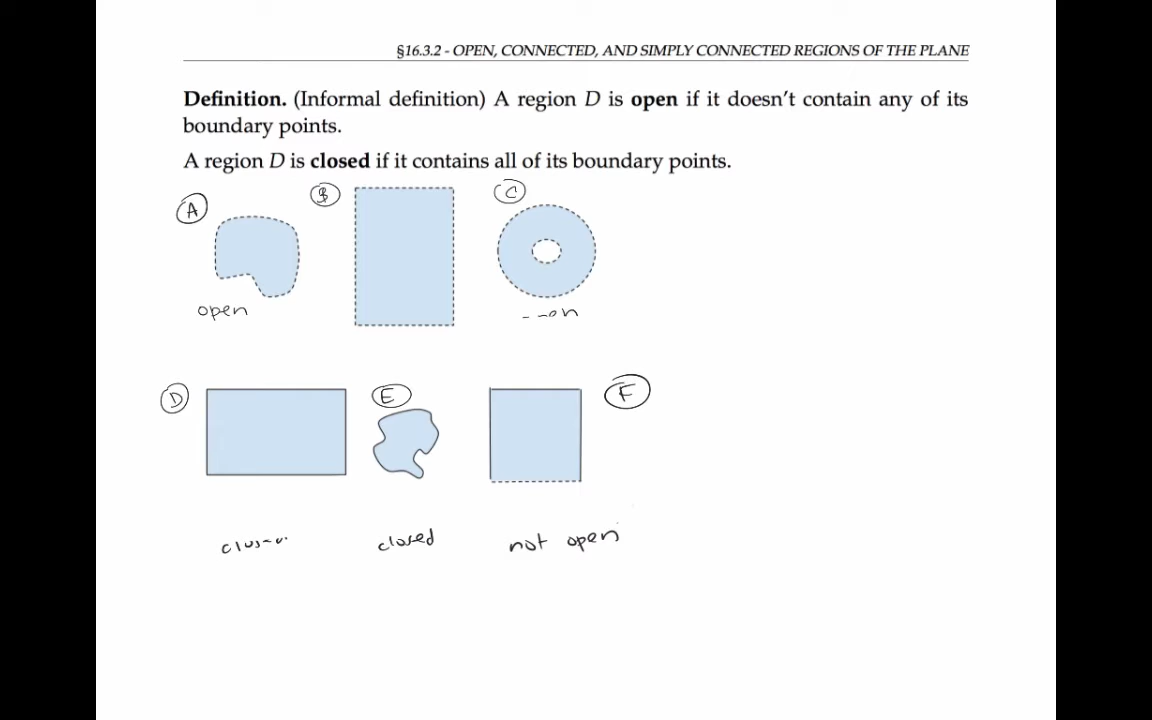 §16.3.2 - OPEN, CONNECTED, AND SIMPLY CONNECTED REGIONS OF THE PLANE
Definition. (Informal definition) A region D is open if it doesn't contain any of its
boundary points.
A region D is closed if it contains all of its boundary points.
A B C
open
D E F
closed not open